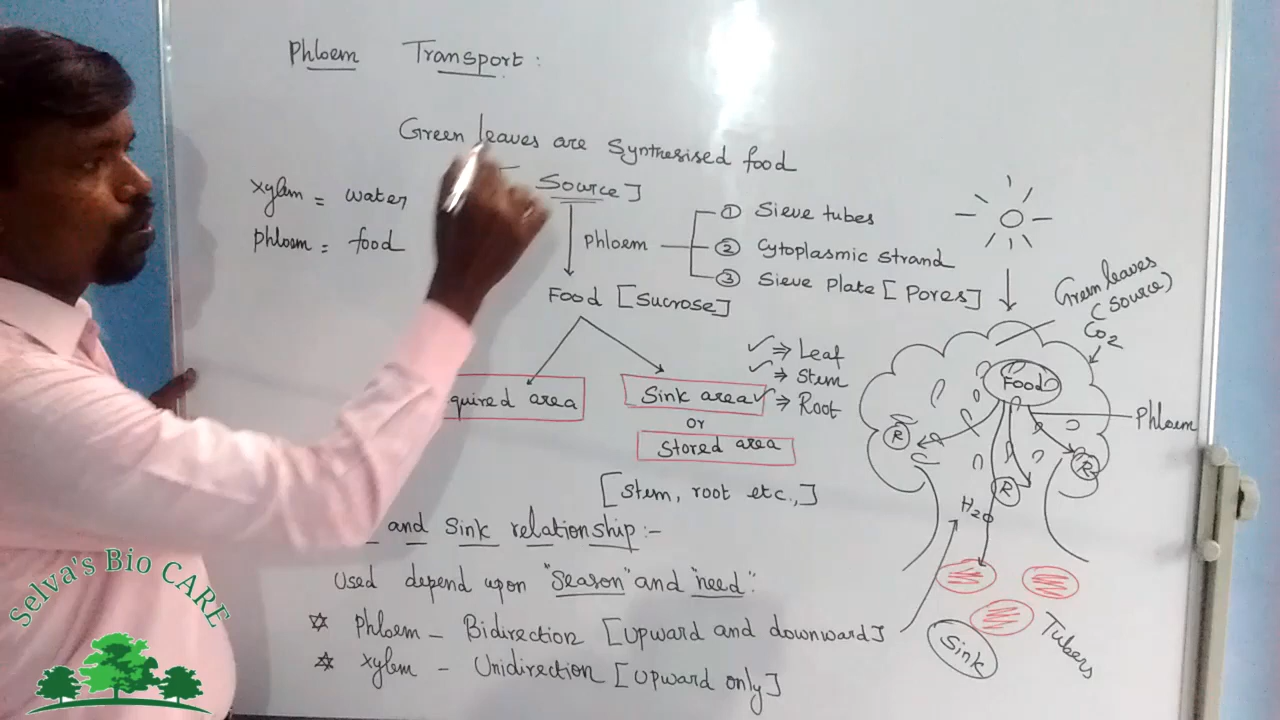 Phloem Transport :
Green leaves are Synthesised food
Source ]
xylem = water
phloem = food
phloem
① Sieve tubes
② Cytoplasmic strand
③ Sieve plate [ Pores ]
Food [ Sucrose ]
quired area
Sink area
or
Stored area
[ Stem, root etc., ]
⇒ Leaf
⇒ Stem
⇒ Root
and Sink relationship :-
Used depend upon "Season" and "need":
☆ phloem - Bidirection [ upward and downward ]
☆ xylem - Unidirection [ upward only ]
Green leaves
( Source )
Co2
Food
Phloem
R
R
R
H2o
Tubers
Sink
Selva's Bio CARE